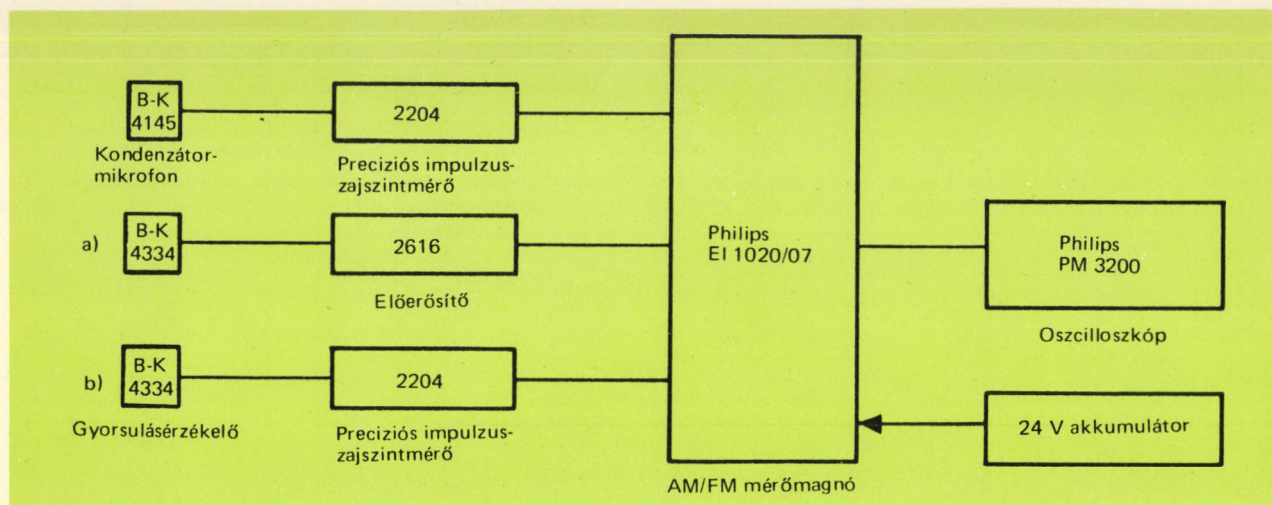 B-K
4145
Kondenzátor-
mikrofon
2204
Preciziós impulzus-
zajszintmérő
a)
B-K
4334
2616
Előerősítő
b)
B-K
4334
Gyorsulásérzékelő
2204
Preciziós impulzus-
zajszintmérő
Philips
El 1020/07
AM/FM mérőmagnó
Philips
PM 3200
Oszcilloszkóp
24 V akkumulátor